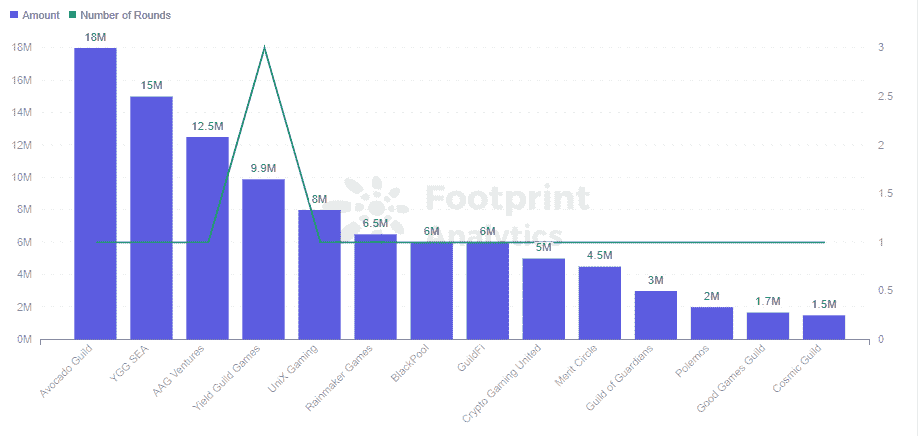 Amount Number of Rounds
18M 3
16M 2.5
14M 2
12M
10M 1.5
8M
6M 1
4M
2M 0.5
0M 0
18M
15M
12.5M
9.9M
8M
6.5M
6M
6M
5M
4.5M
3M
2M
1.7M
1.5M
Footprint
Analytics
Avocado Guild
YGG SEA
AAG Ventures
Yield Guild Games
UniX Gaming
Rainmaker Games
BlackPool
GuildFi
Crypto Gaming United
Merit Circle
Guild of Guardians
Polemos
Good Games Guild
Cosmic Guild